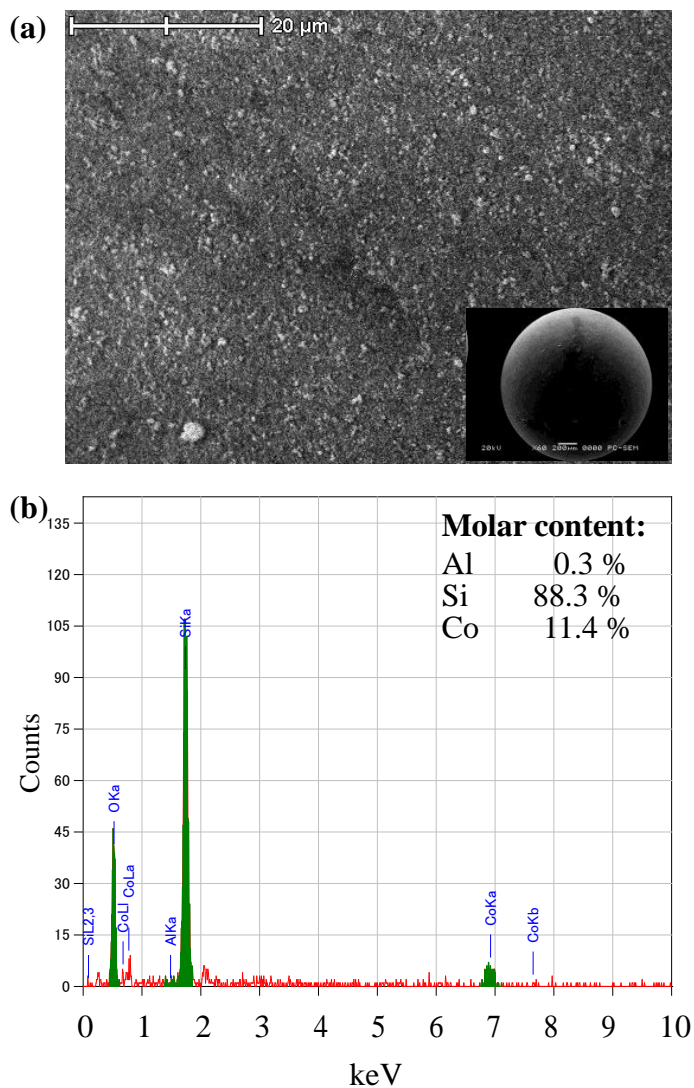 (a)
20 µm
20kV x60 200µm 0000 PC-SEM
(b)
Molar content:
Al 0.3 %
Si 88.3 %
Co 11.4 %
135
120
105
90
75
60
45
30
15
0
Counts
SiL2,3
OKa
CoLl
CoLa
AlKa
SiKa
CoKa
CoKb
0 1 2 3 4 5 6 7 8 9 10
keV